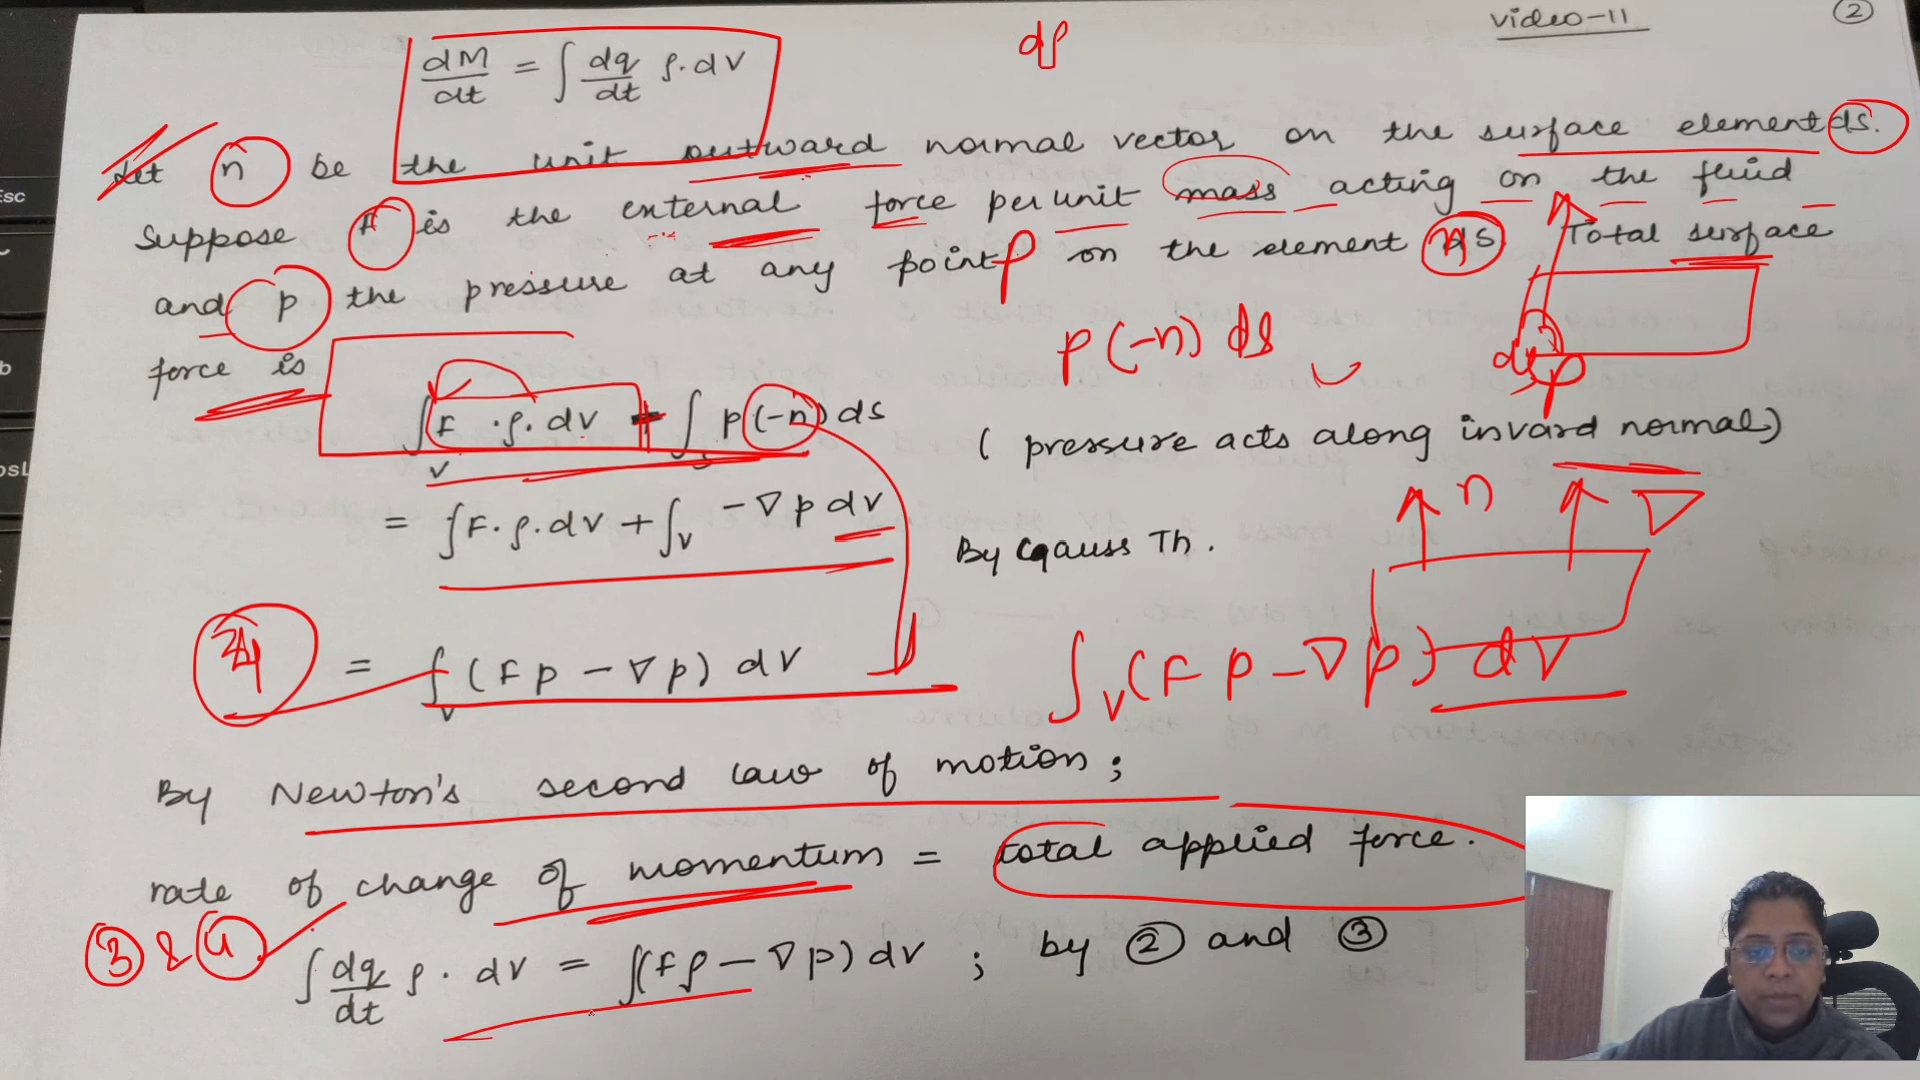 video-11 ②
dρ
dM/dt = ∫ dq/dt ρ. dV
Let n be the unit outward normal vector on the surface element ds.
Suppose F is the external force per unit mass acting on the fluid
and p the pressure at any point P on the element ds. Total surface
force is
p(-n) ds
∫V F .ρ. dV + ∫S p(-n) ds
( pressure acts along inward normal)
= ∫F. ρ. dV + ∫V -∇ p dV
By Gauss Th.
n ∇
4 = ∫V (F ρ - ∇ p) dV
∫V (F ρ - ∇ p) dV
By Newton's second law of motion;
rate of change of momentum = total applied force.
③ & ④
∫ dq/dt ρ. dV = ∫(Fρ - ∇p) dV ; by ② and ③
Esc